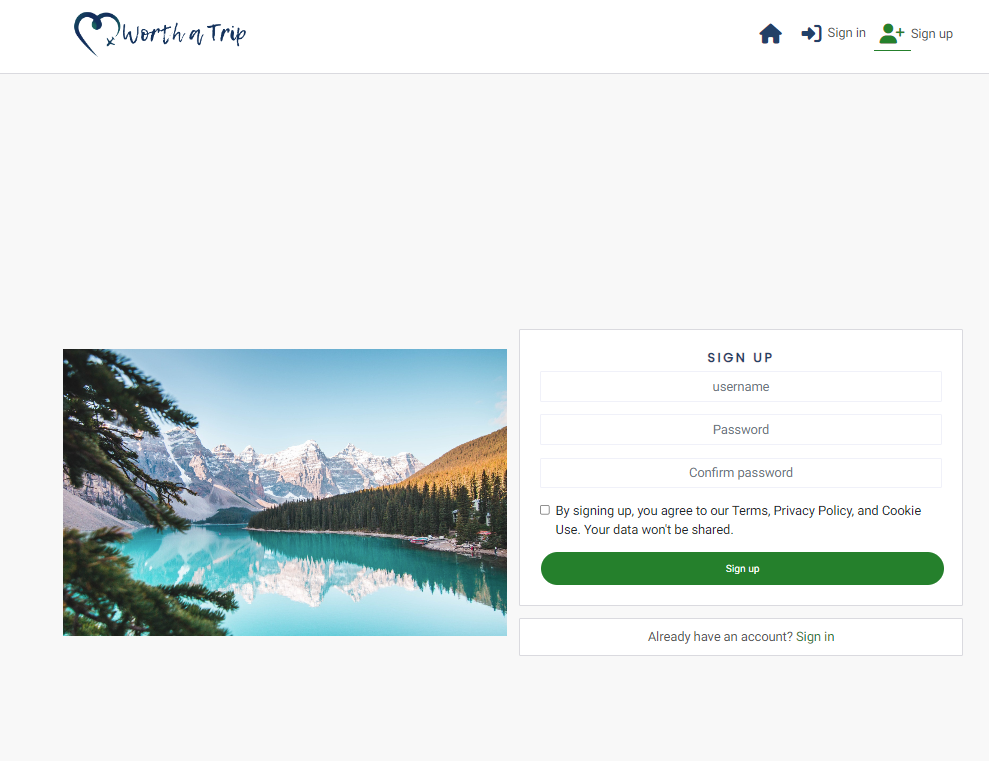 Worth a Trip
Sign in
Sign up
SIGN UP
username
Password
Confirm password
By signing up, you agree to our Terms, Privacy Policy, and Cookie
Use. Your data won't be shared.
Sign up
Already have an account? Sign in